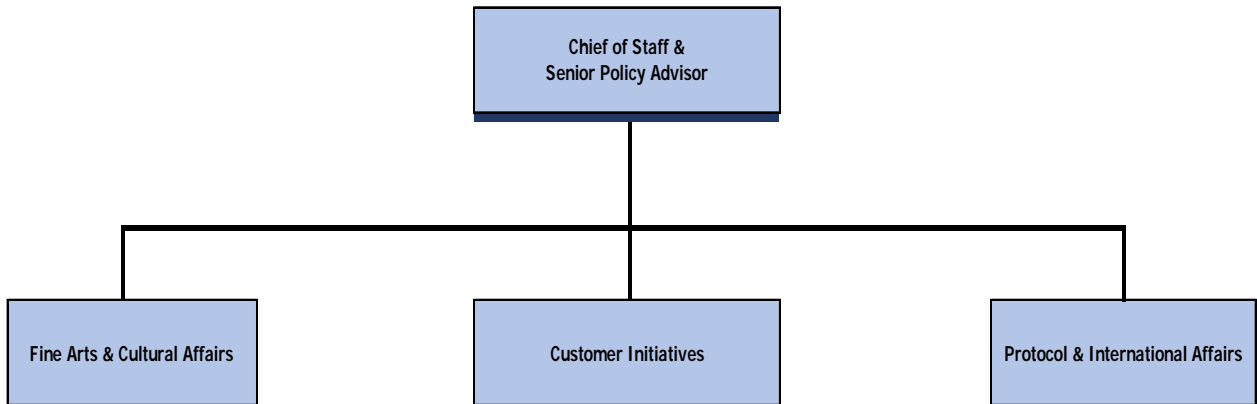 Chief of Staff &
Senior Policy Advisor
Fine Arts & Cultural Affairs
Customer Initiatives
Protocol & International Affairs